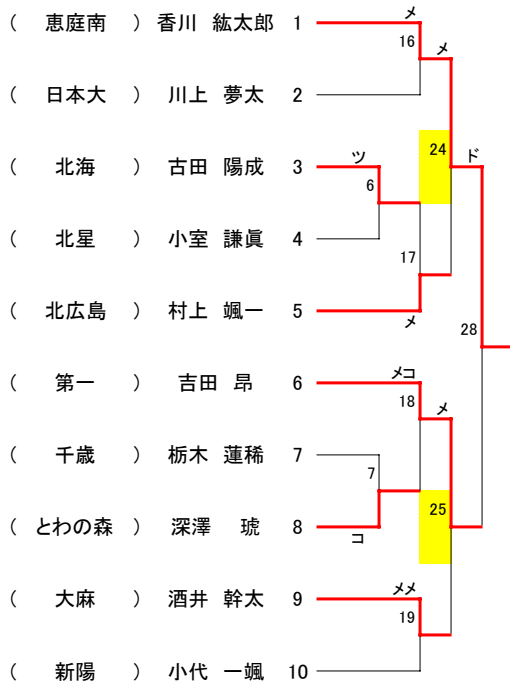 メ
( 恵庭南 ) 香川 紘太郎 1
16
メ
( 日本大 ) 川上 夢太 2
24
ツ
ド
( 北海 ) 古田 陽成 3
6
( 北星 ) 小室 謙眞 4
17
( 北広島 ) 村上 颯一 5
メ
28
メコ
( 第一 ) 吉田 昂 6
18
メ
( 千歳 ) 栃木 蓮稀 7
7
25
( とわの森 ) 深澤 琥 8
コ
メメ
( 大麻 ) 酒井 幹太 9
19
( 新陽 ) 小代 一颯 10